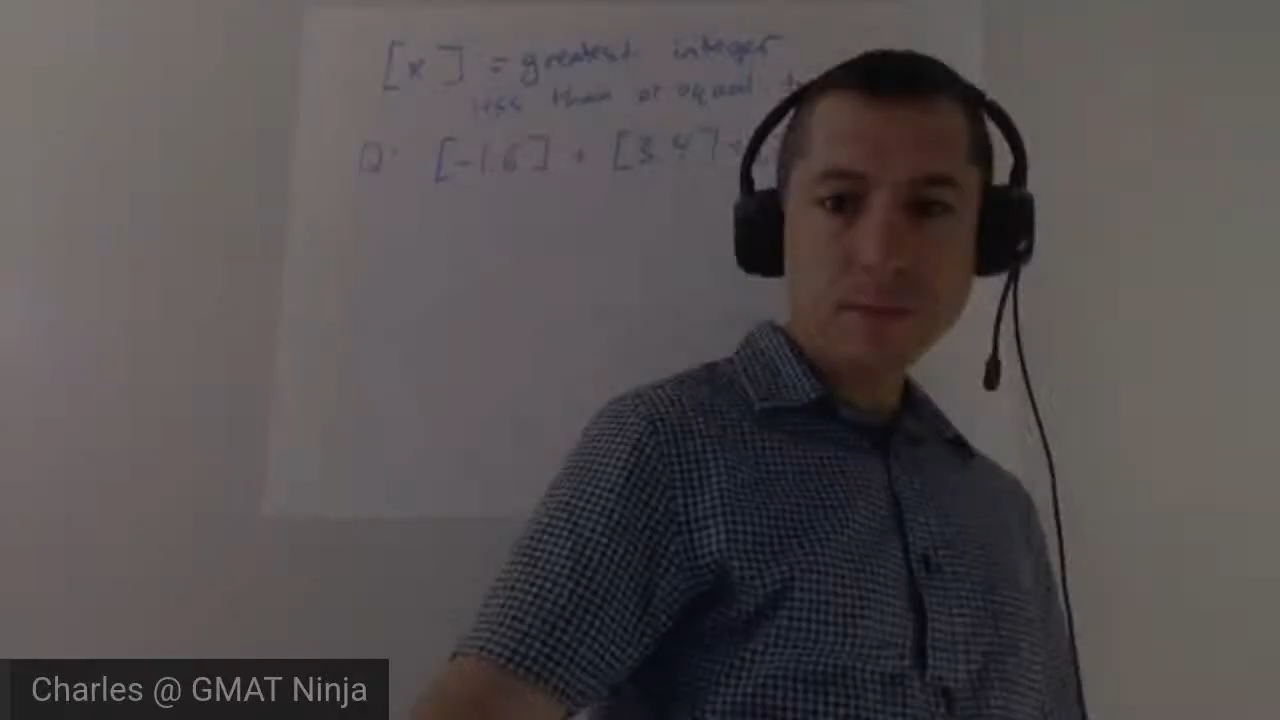 [x] = greatest integer
less than or equal
Q: [-1.6] + [3.4]
Charles @ GMAT Ninja